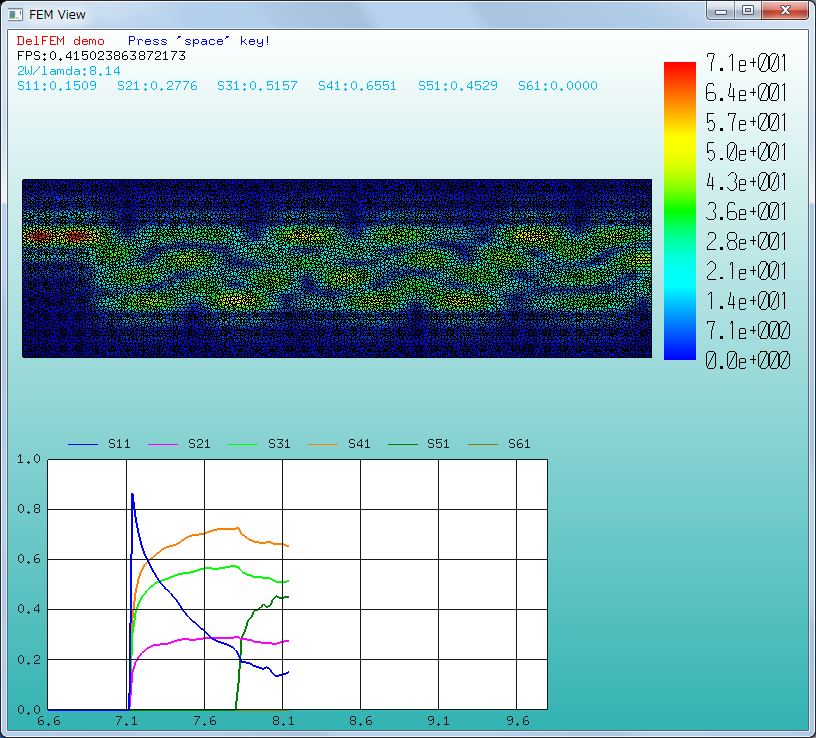 FEM View
DelFEM demo Press "space" key!
FPS:0.415023863872173
2W/lamda:8.14
S11:0.1509 S21:0.2776 S31:0.5157 S41:0.6551 S51:0.4529 S61:0.0000
7.1e+001
6.4e+001
5.7e+001
5.0e+001
4.3e+001
3.6e+001
2.8e+001
2.1e+001
1.4e+001
7.1e+000
0.0e+000
S11 S21 S31 S41 S51 S61
1.0
0.8
0.6
0.4
0.2
0.0
6.6 7.1 7.6 8.1 8.6 9.1 9.6